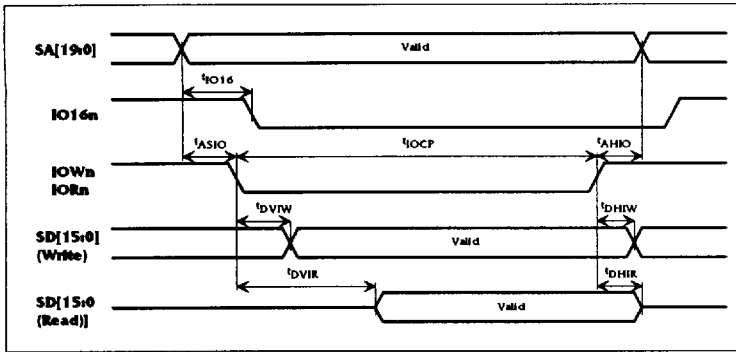 SA[19:0]
Valid
tIO16
IO16n
tASIO
tIOCP
tAHIO
IOWn
IORn
tDVIW
tDHIW
SD[15:0]
(Write)
Valid
tDVIR
tDHIR
SD[15:0
(Read)]
Valid